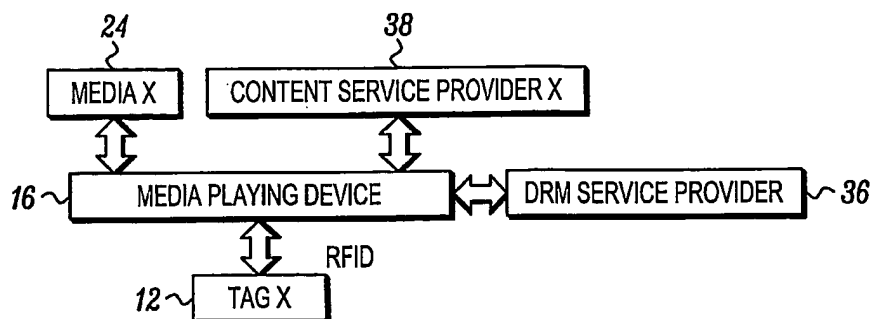 24
38
MEDIA X
CONTENT SERVICE PROVIDER X
16
MEDIA PLAYING DEVICE
DRM SERVICE PROVIDER
36
RFID
12
TAG X